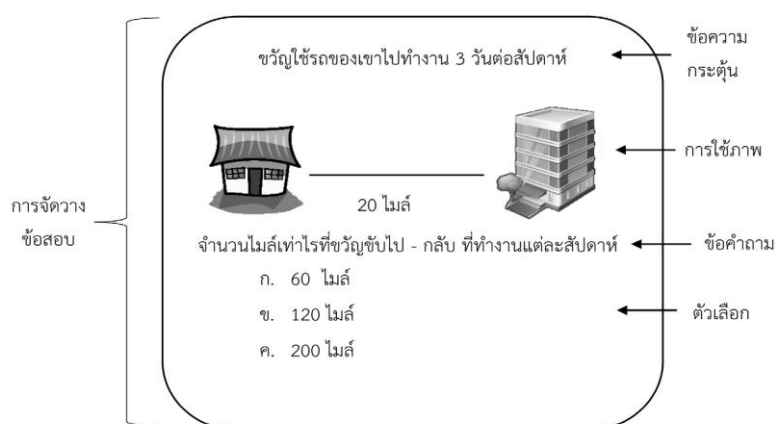 ขวัญใช้รถของเขาไปทำงาน 3 วันต่อสัปดาห์
ข้อความ
กระตุ้น
การใช้ภาพ
20 ไมล์
การจัดวาง
ข้อสอบ
จำนวนไมล์เท่าไรที่ขวัญขับไป - กลับ ที่ทำงานแต่ละสัปดาห์
ข้อคำถาม
ก. 60 ไมล์
ข. 120 ไมล์
ตัวเลือก
ค. 200 ไมล์